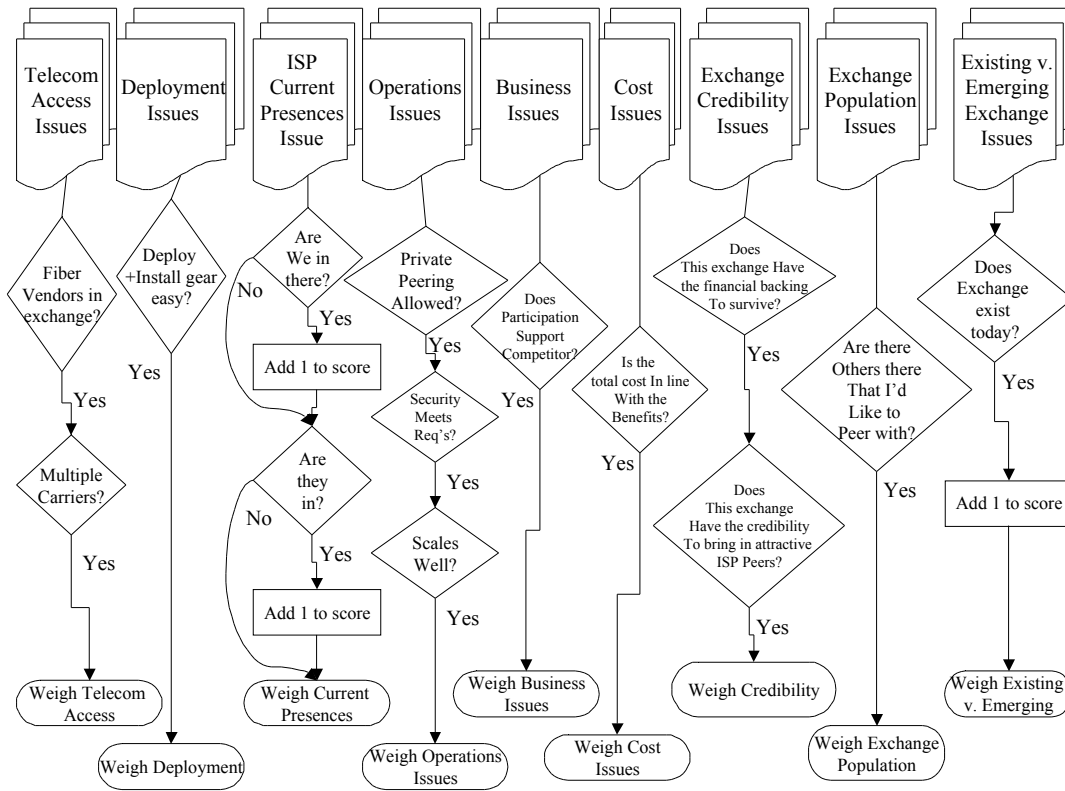 Telecom
Access
Issues
Deployment
Issues
ISP
Current
Presences
Issue
Operations
Issues
Business
Issues
Cost
Issues
Exchange
Credibility
Issues
Exchange
Population
Issues
Existing v.
Emerging
Exchange
Issues
Fiber
Vendors in
exchange?
Yes
Multiple
Carriers?
Yes
Weigh Telecom
Access
Deploy
+Install gear
easy?
Yes
Weigh Deployment
Are
We in
there?
No
Yes
Add 1 to score
Are
they
in?
No
Yes
Add 1 to score
Weigh Current
Presences
Private
Peering
Allowed?
Yes
Security
Meets
Req's?
Yes
Scales
Well?
Yes
Weigh Operations
Issues
Does
Participation
Support
Competitor?
Yes
Weigh Business
Issues
Is the
total cost In line
With the
Benefits?
Yes
Weigh Cost
Issues
Does
This exchange Have
the financial backing
To survive?
Yes
Does
This exchange
Have the credibility
To bring in attractive
ISP Peers?
Yes
Weigh Credibility
Are there
Others there
That I'd
Like to
Peer with?
Yes
Weigh Exchange
Population
Does
Exchange
exist
today?
Yes
Add 1 to score
Weigh Existing
v. Emerging